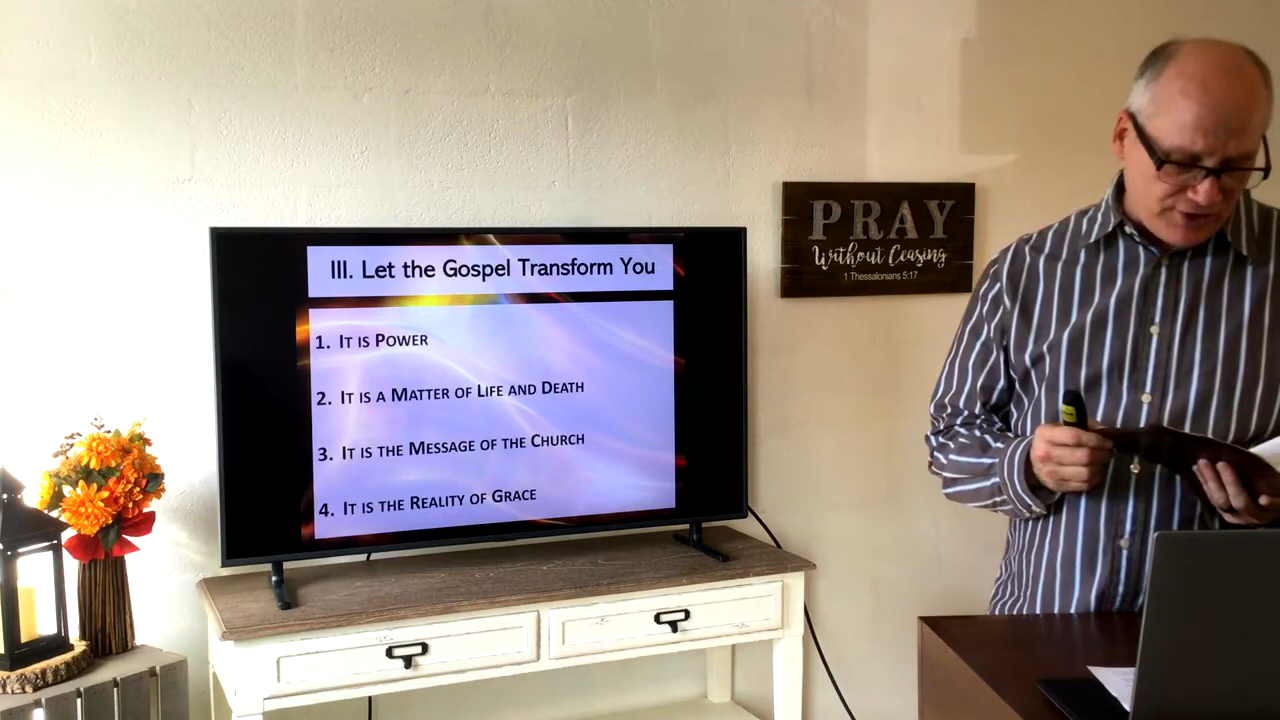 III. Let the Gospel Transform You
1. It is Power
2. It is a Matter of Life and Death
3. It is the Message of the Church
4. It is the Reality of Grace
PRAY
Without Ceasing
1 Thessalonians 5:17